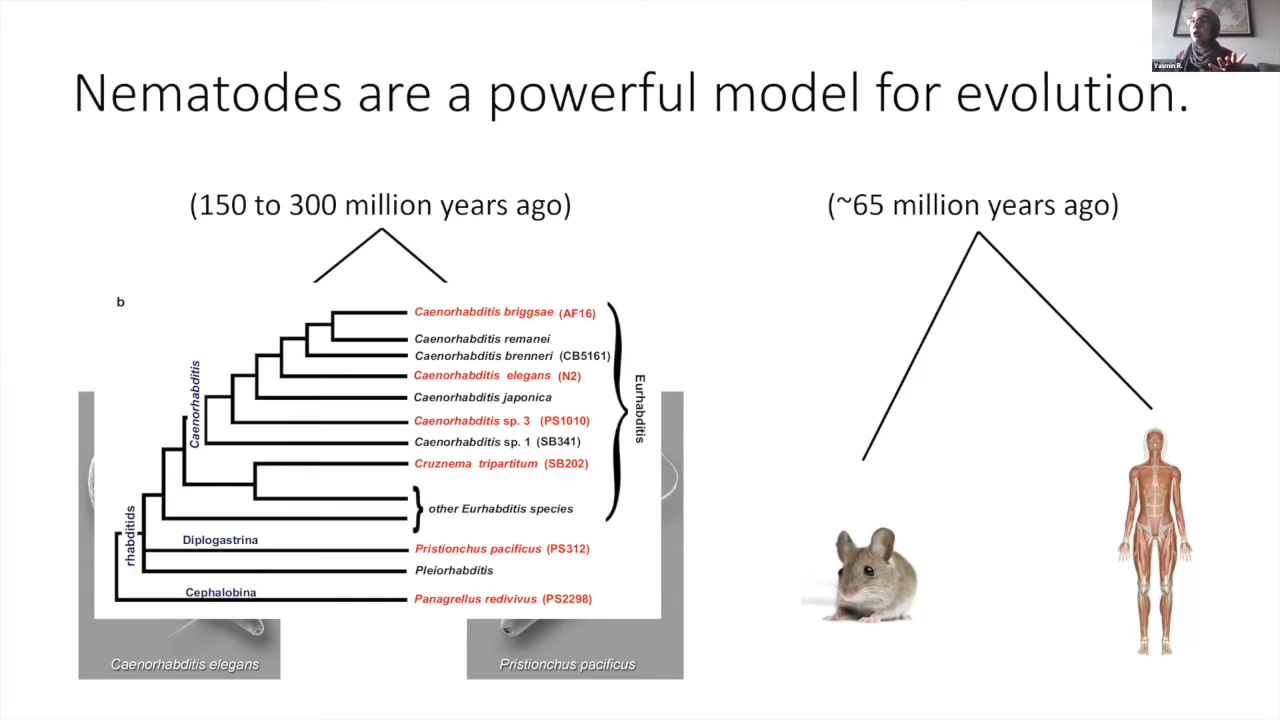 Yasmin R.
Nematodes are a powerful model for evolution.
(150 to 300 million years ago)
(~65 million years ago)
b
Caenorhabditis briggsae (AF16)
Caenorhabditis remanei
Caenorhabditis brenneri (CB5161)
Caenorhabditis elegans (N2)
Caenorhabditis japonica
Caenorhabditis sp. 3 (PS1010)
Caenorhabditis sp. 1 (SB341)
Cruznema tripartitum (SB202)
other Eurhabditis species
Pristionchus pacificus (PS312)
Pleiorhabditis
Panagrellus redivivus (PS2298)
Caenorhabditis
Eurhabditis
rhabditids
Diplogastrina
Cephalobina
Caenorhabditis elegans
Pristionchus pacificus